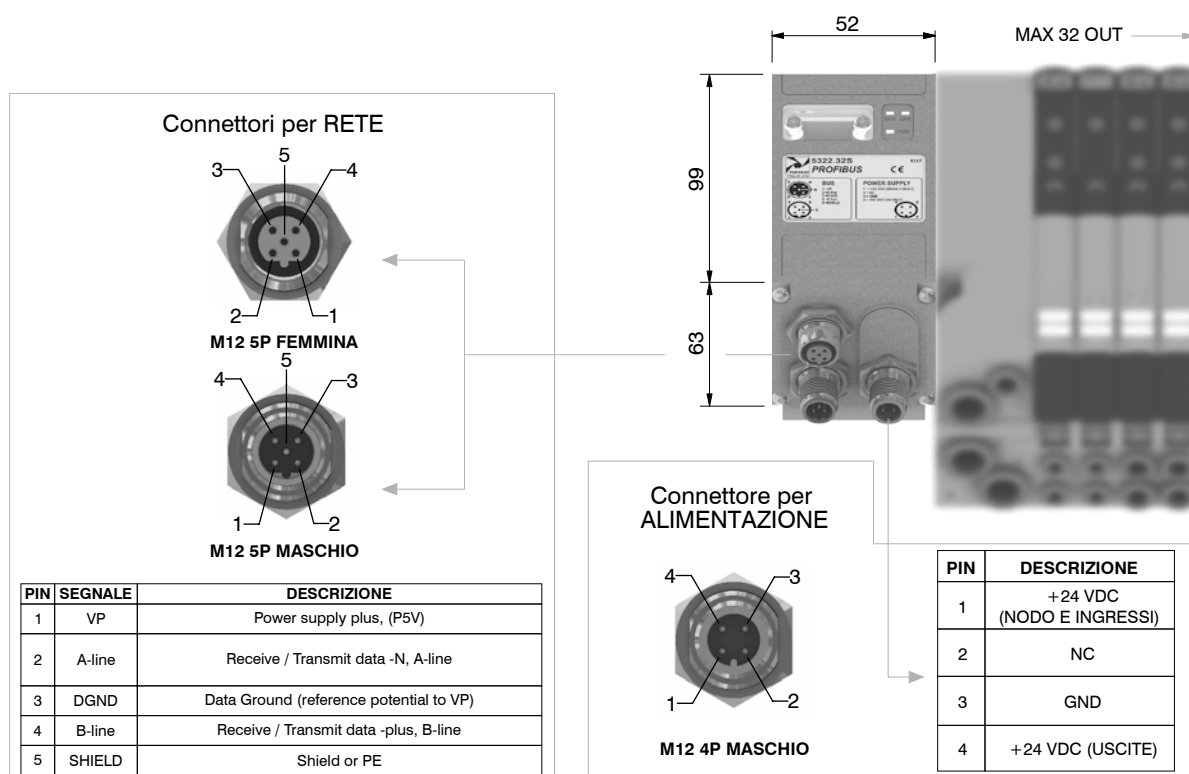 52
MAX 32 OUT
99
63
5322.32S
PROFIBUS
CE
BUS
POWER SUPPLY
Connettori per RETE
5
3
4
2
1
M12 5P FEMMINA
5
4
3
1
2
M12 5P MASCHIO
PIN SEGNALE DESCRIZIONE
1 VP Power supply plus, (P5V)
2 A-line Receive / Transmit data -N, A-line
3 DGND Data Ground (reference potential to VP)
4 B-line Receive / Transmit data -plus, B-line
5 SHIELD Shield or PE
Connettore per
ALIMENTAZIONE
4
3
1
2
M12 4P MASCHIO
PIN DESCRIZIONE
1 +24 VDC
(NODO E INGRESSI)
2 NC
3 GND
4 +24 VDC (USCITE)